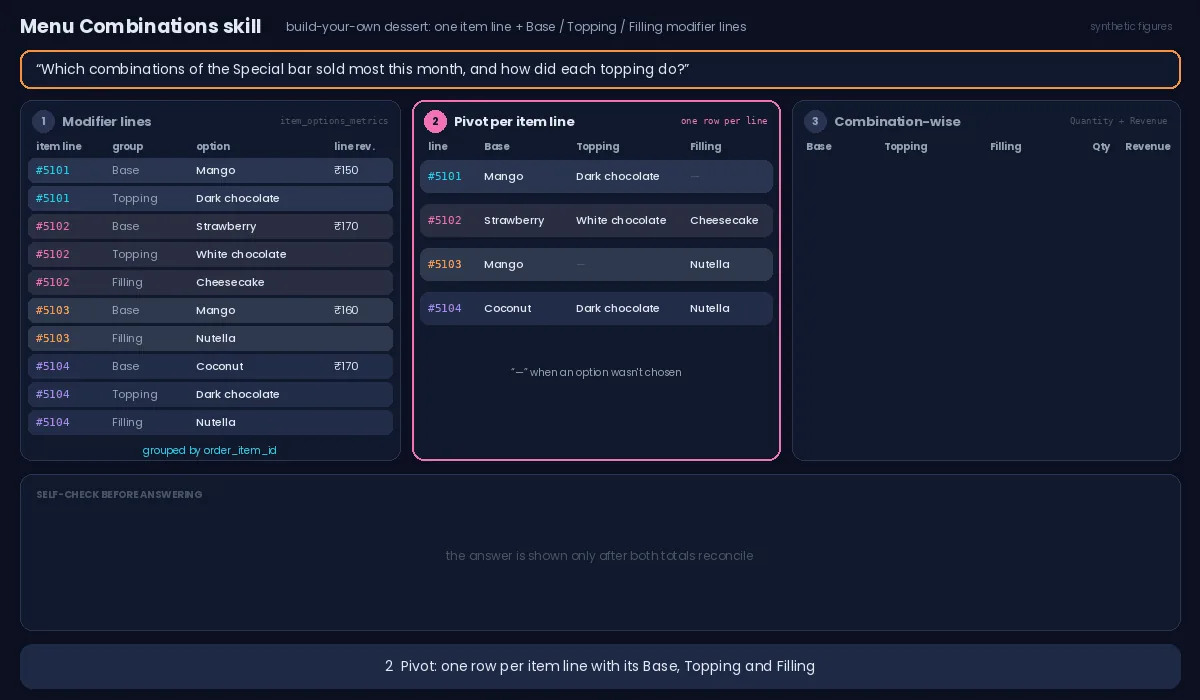 Menu Combinations skill build-your-own dessert: one item line + Base / Topping / Filling modifier lines synthetic figures
“Which combinations of the Special bar sold most this month, and how did each topping do?”
1 Modifier lines item_options_metrics
item line group option line rev.
#5101 Base Mango ₹150
#5101 Topping Dark chocolate
#5102 Base Strawberry ₹170
#5102 Topping White chocolate
#5102 Filling Cheesecake
#5103 Base Mango ₹160
#5103 Filling Nutella
#5104 Base Coconut ₹170
#5104 Topping Dark chocolate
#5104 Filling Nutella
grouped by order_item_id
2 Pivot per item line one row per line
line Base Topping Filling
#5101 Mango Dark chocolate —
#5102 Strawberry White chocolate Cheesecake
#5103 Mango — Nutella
#5104 Coconut Dark chocolate Nutella
“—” when an option wasn't chosen
3 Combination-wise Quantity + Revenue
Base Topping Filling Qty Revenue
SELF-CHECK BEFORE ANSWERING
the answer is shown only after both totals reconcile
2 Pivot: one row per item line with its Base, Topping and Filling